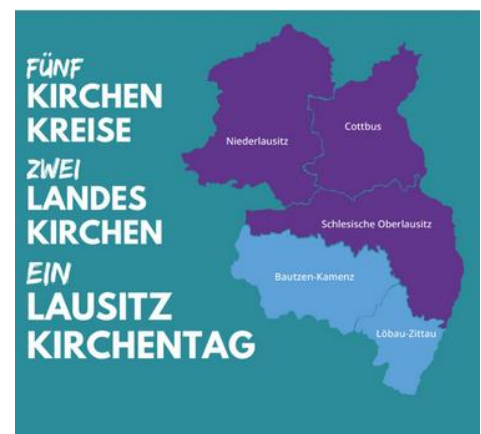 FÜNF
KIRCHEN
KREISE
ZWEI
LANDES
KIRCHEN
EIN
LAUSITZ
KIRCHENTAG
Niederlausitz
Cottbus
Schlesische Oberlausitz
Bautzen-Kamenz
Löbau-Zittau